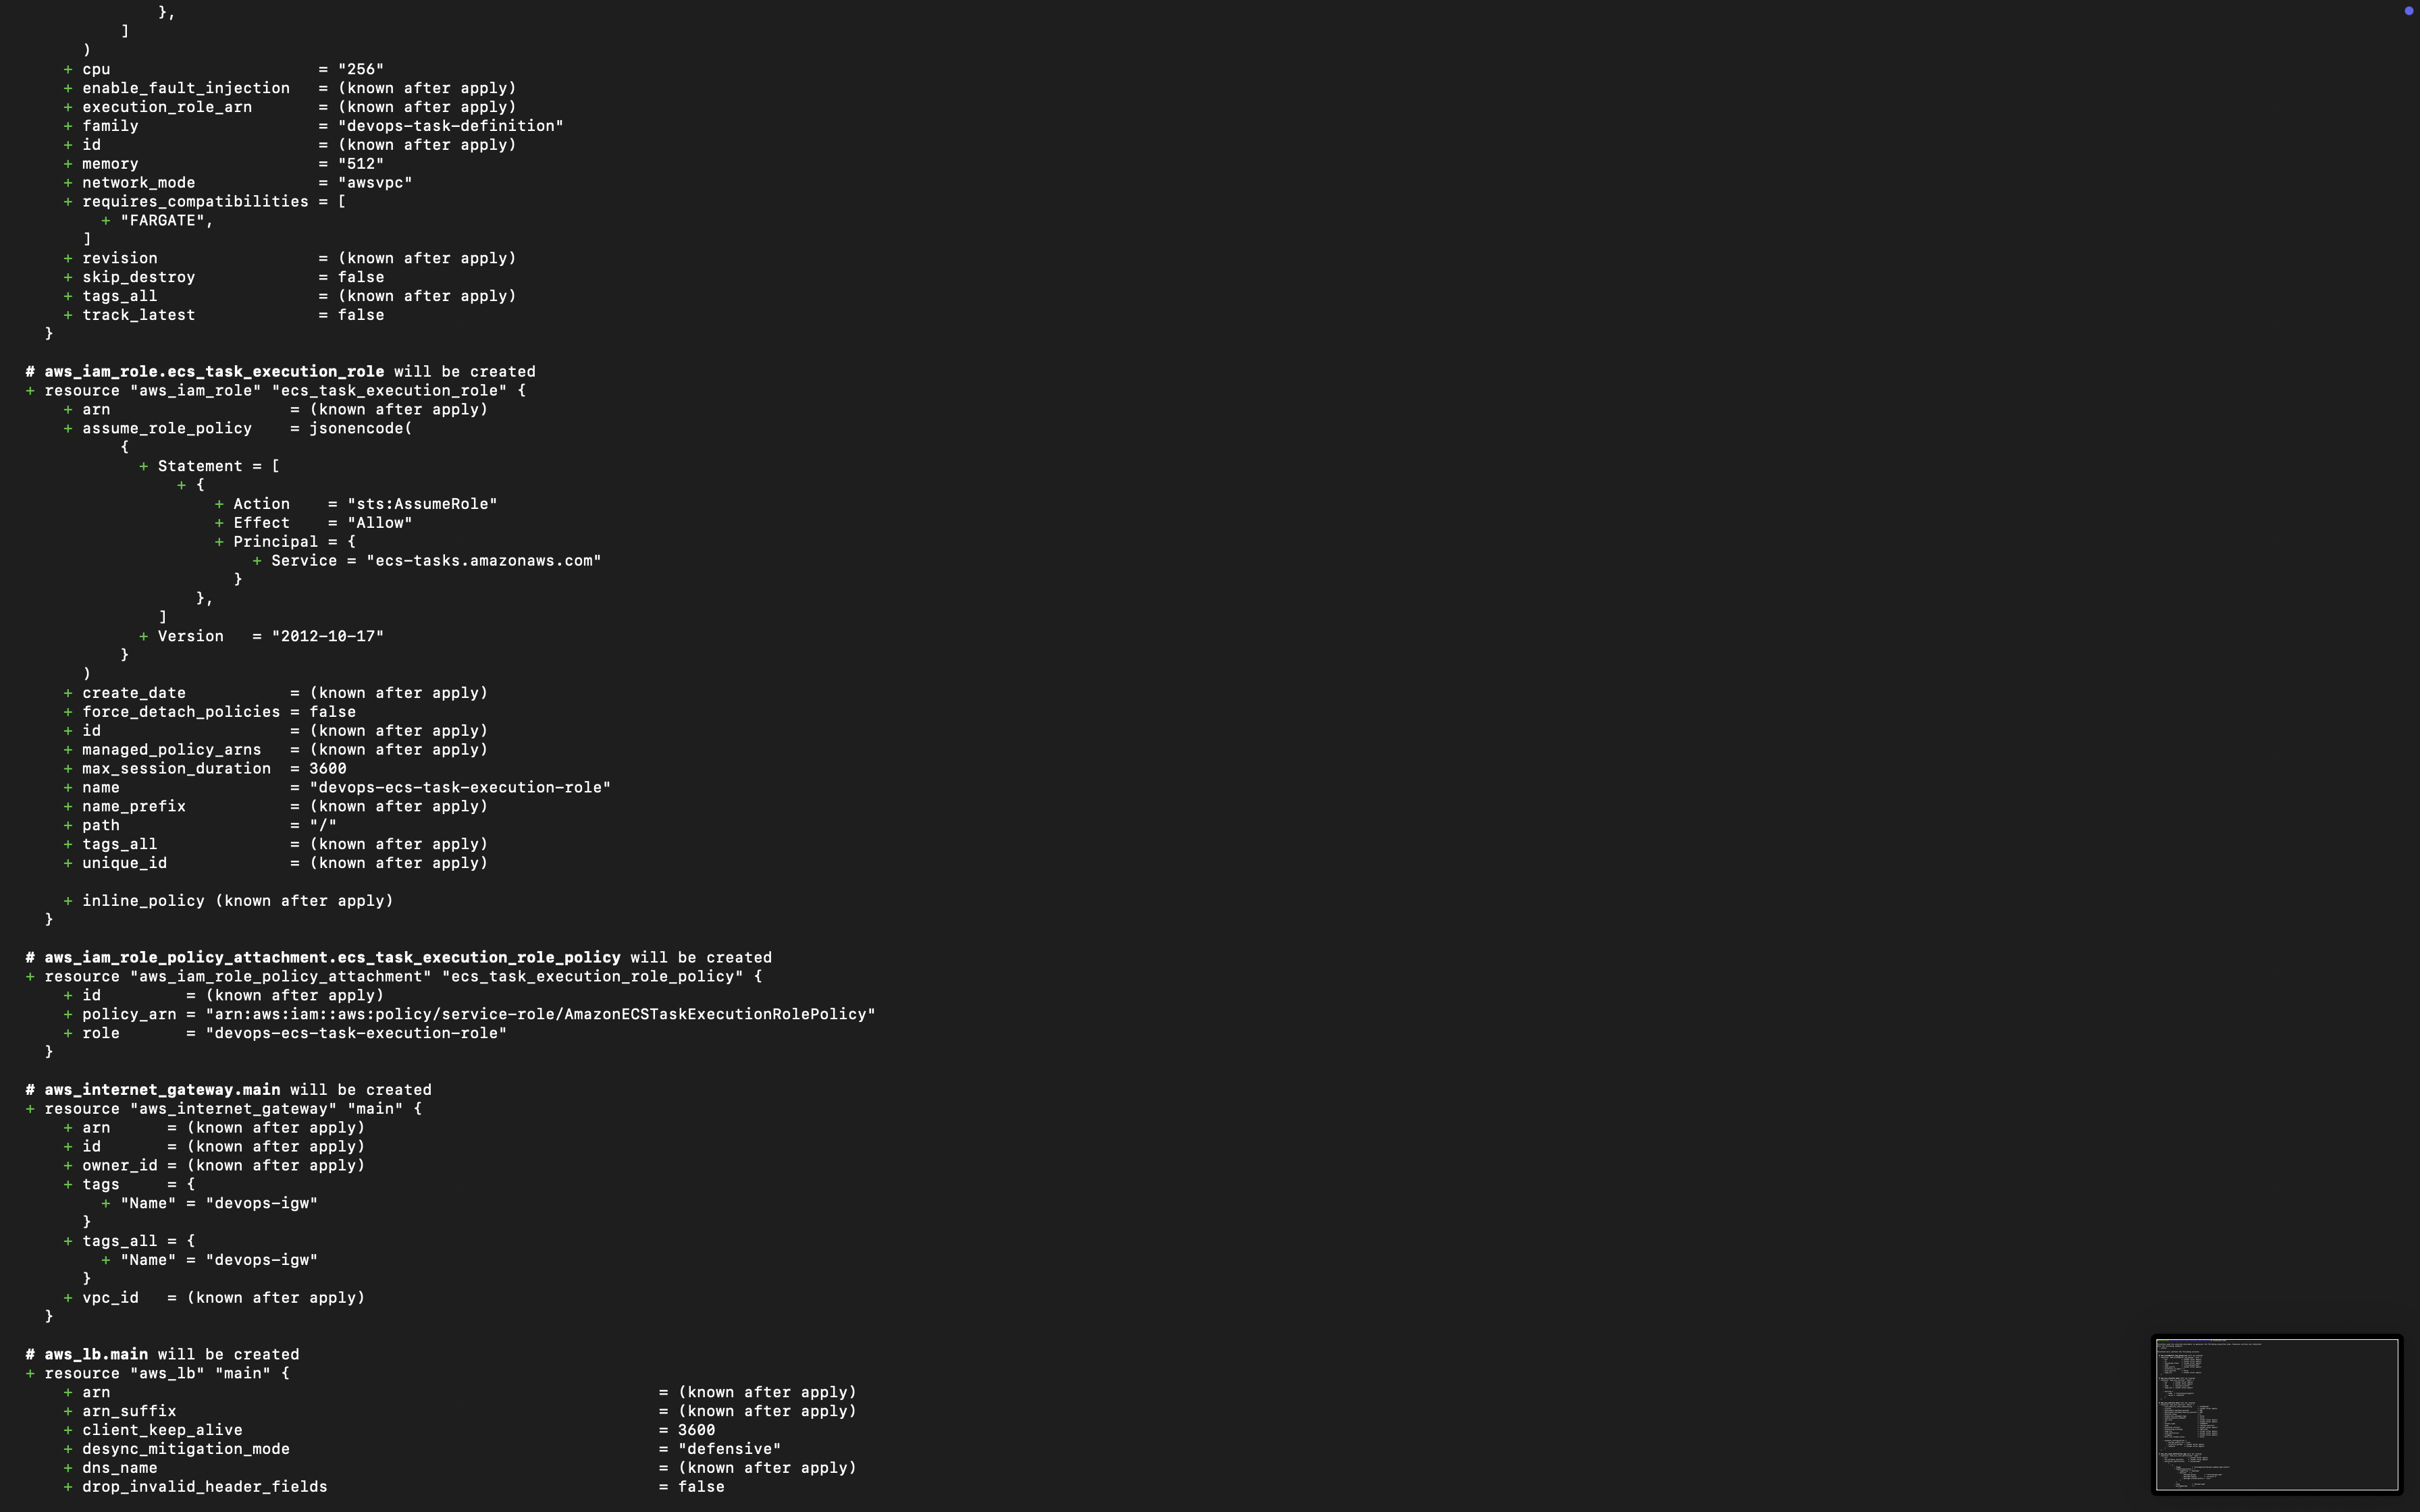 },
]
)
+ cpu = "256"
+ enable_fault_injection = (known after apply)
+ execution_role_arn = (known after apply)
+ family = "devops-task-definition"
+ id = (known after apply)
+ memory = "512"
+ network_mode = "awsvpc"
+ requires_compatibilities = [
+ "FARGATE",
]
+ revision = (known after apply)
+ skip_destroy = false
+ tags_all = (known after apply)
+ track_latest = false
}
# aws_iam_role.ecs_task_execution_role will be created
+ resource "aws_iam_role" "ecs_task_execution_role" {
+ arn = (known after apply)
+ assume_role_policy = jsonencode(
{
+ Statement = [
+ {
+ Action = "sts:AssumeRole"
+ Effect = "Allow"
+ Principal = {
+ Service = "ecs-tasks.amazonaws.com"
}
},
]
+ Version = "2012-10-17"
}
)
+ create_date = (known after apply)
+ force_detach_policies = false
+ id = (known after apply)
+ managed_policy_arns = (known after apply)
+ max_session_duration = 3600
+ name = "devops-ecs-task-execution-role"
+ name_prefix = (known after apply)
+ path = "/"
+ tags_all = (known after apply)
+ unique_id = (known after apply)
+ inline_policy (known after apply)
}
# aws_iam_role_policy_attachment.ecs_task_execution_role_policy will be created
+ resource "aws_iam_role_policy_attachment" "ecs_task_execution_role_policy" {
+ id = (known after apply)
+ policy_arn = "arn:aws:iam::aws:policy/service-role/AmazonECSTaskExecutionRolePolicy"
+ role = "devops-ecs-task-execution-role"
}
# aws_internet_gateway.main will be created
+ resource "aws_internet_gateway" "main" {
+ arn = (known after apply)
+ id = (known after apply)
+ owner_id = (known after apply)
+ tags = {
+ "Name" = "devops-igw"
}
+ tags_all = {
+ "Name" = "devops-igw"
}
+ vpc_id = (known after apply)
}
# aws_lb.main will be created
+ resource "aws_lb" "main" {
+ arn = (known after apply)
+ arn_suffix = (known after apply)
+ client_keep_alive = 3600
+ desync_mitigation_mode = "defensive"
+ dns_name = (known after apply)
+ drop_invalid_header_fields = false